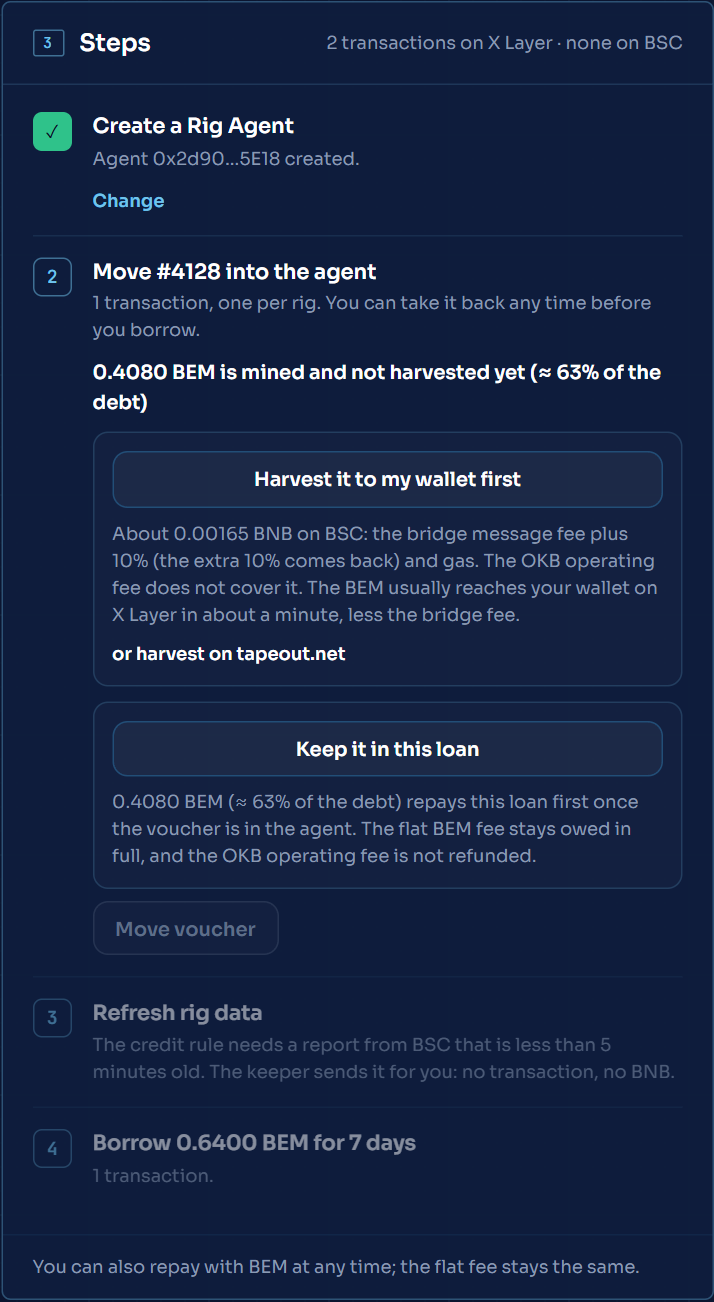 3 Steps 2 transactions on X Layer · none on BSC
✓ Create a Rig Agent
Agent 0x2d90...5E18 created.
Change
2 Move #4128 into the agent
1 transaction, one per rig. You can take it back any time before
you borrow.
0.4080 BEM is mined and not harvested yet (≈ 63% of the
debt)
Harvest it to my wallet first
About 0.00165 BNB on BSC: the bridge message fee plus
10% (the extra 10% comes back) and gas. The OKB operating
fee does not cover it. The BEM usually reaches your wallet on
X Layer in about a minute, less the bridge fee.
or harvest on tapeout.net
Keep it in this loan
0.4080 BEM (≈ 63% of the debt) repays this loan first once
the voucher is in the agent. The flat BEM fee stays owed in
full, and the OKB operating fee is not refunded.
Move voucher
3 Refresh rig data
The credit rule needs a report from BSC that is less than 5
minutes old. The keeper sends it for you: no transaction, no BNB.
4 Borrow 0.6400 BEM for 7 days
1 transaction.
You can also repay with BEM at any time; the flat fee stays the same.